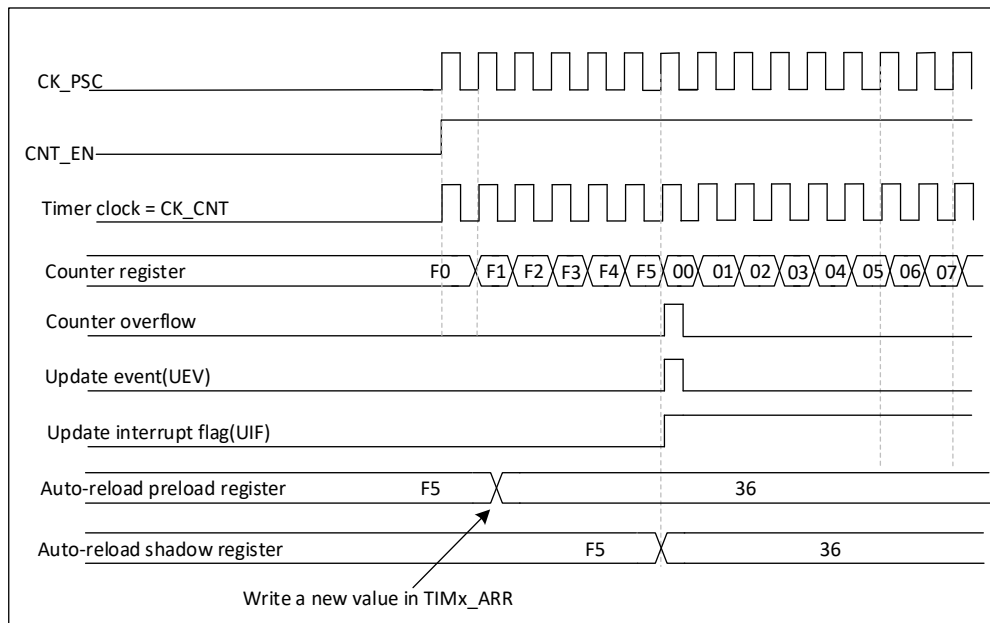 CK_PSC
CNT_EN
Timer clock = CK_CNT
Counter register F0 F1 F2 F3 F4 F5 00 01 02 03 04 05 06 07
Counter overflow
Update event(UEV)
Update interrupt flag(UIF)
Auto-reload preload register F5 36
Auto-reload shadow register F5 36
Write a new value in TIMx_ARR